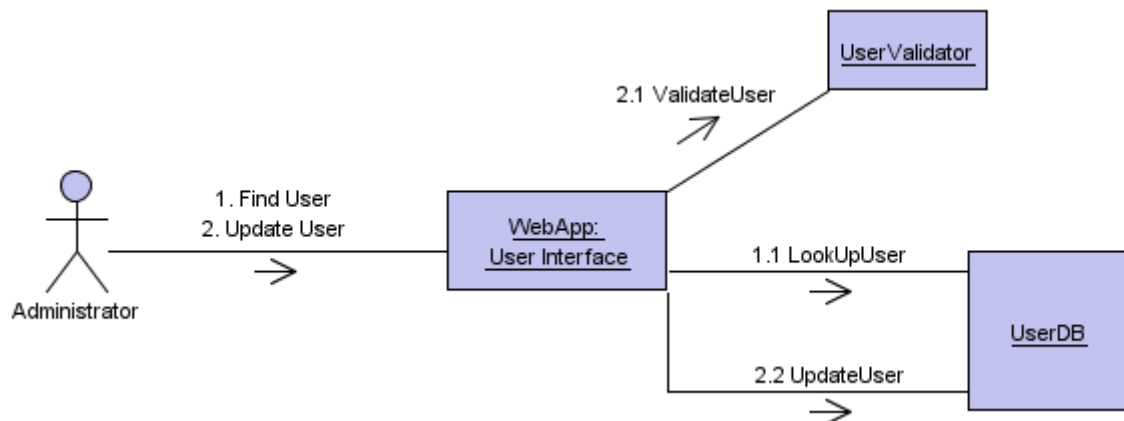 UserValidator
2.1 ValidateUser
1. Find User
2. Update User
WebApp:
User Interface
1.1 LookUpUser
Administrator
UserDB
2.2 UpdateUser